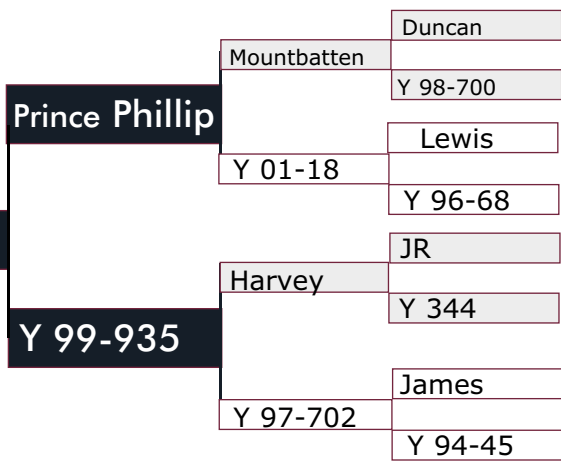 Duncan
Mountbatten
Y 98-700
Prince Phillip
Lewis
Y 01-18
Y 96-68
JR
Harvey
Y 344
Y 99-935
James
Y 97-702
Y 94-45